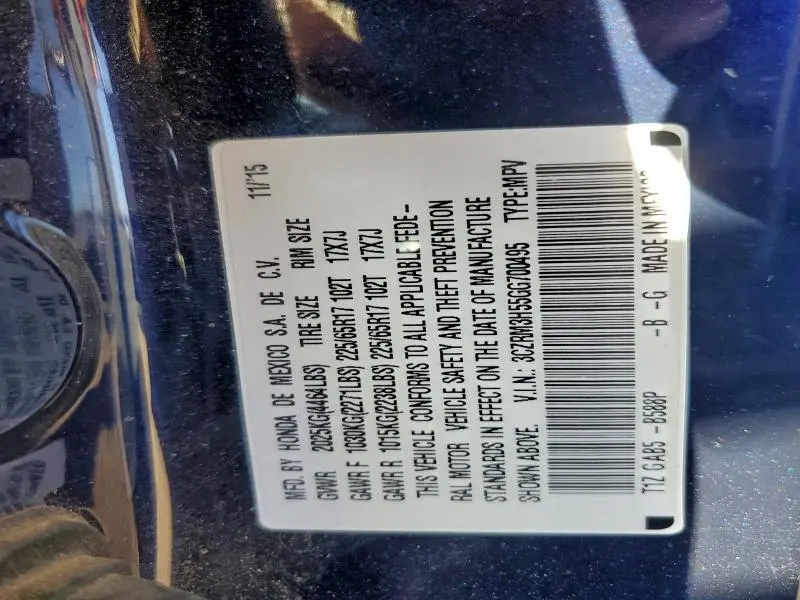 MFD. BY HONDA DE MEXICO S.A. DE C.V. 11/'15
GVWR 2025KG(4464LBS) TIRE SIZE RIM SIZE
GAWR F 1030KG(2271LBS) 225/65R17 102T 17X7J
GAWR R 1015KG(2238LBS) 225/65R17 102T 17X7J
THIS VEHICLE CONFORMS TO ALL APPLICABLE FEDE-
RAL MOTOR VEHICLE SAFETY AND THEFT PREVENTION
STANDARDS IN EFFECT ON THE DATE OF MANUFACTURE
SHOWN ABOVE. V.I.N.: 3CZRM3H55GG700495 TYPE:MPV
T1Z CAB5 -B588P -B -G MADE IN MEXICO